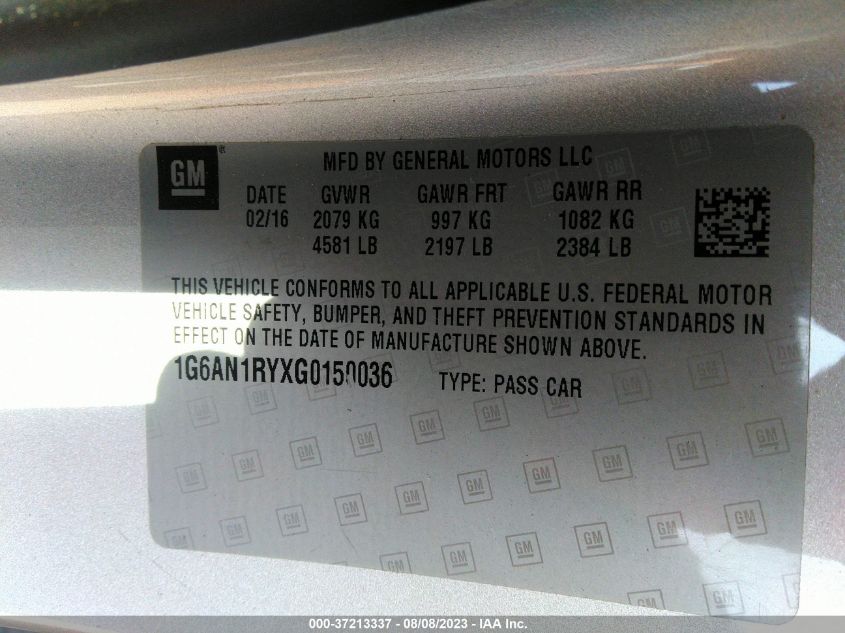 GM
MFD BY GENERAL MOTORS LLC
DATE GVWR GAWR FRT GAWR RR
02/16 2079 KG 997 KG 1082 KG
4581 LB 2197 LB 2384 LB
THIS VEHICLE CONFORMS TO ALL APPLICABLE U.S. FEDERAL MOTOR
VEHICLE SAFETY, BUMPER, AND THEFT PREVENTION STANDARDS IN
EFFECT ON THE DATE OF MANUFACTURE SHOWN ABOVE.
1G6AN1RYXG0150036 TYPE: PASS CAR
000-37213337 - 08/08/2023 - IAA Inc.